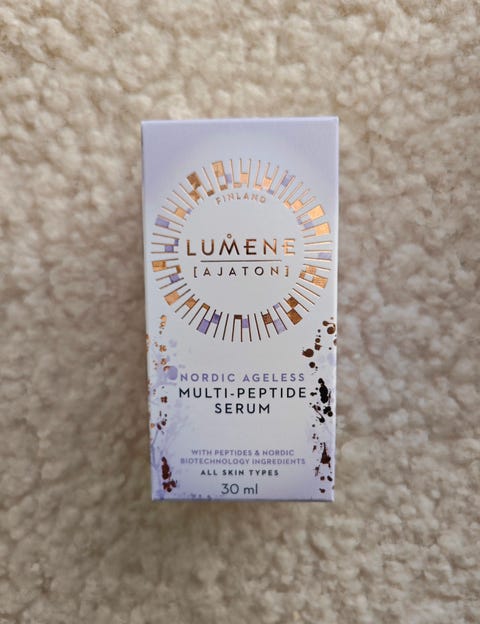 FINLAND
LUMENE
[AJATON]
NORDIC AGELESS
MULTI-PEPTIDE
SERUM
WITH PEPTIDES & NORDIC
BIOTECHNOLOGY INGREDIENTS
ALL SKIN TYPES
30 ml